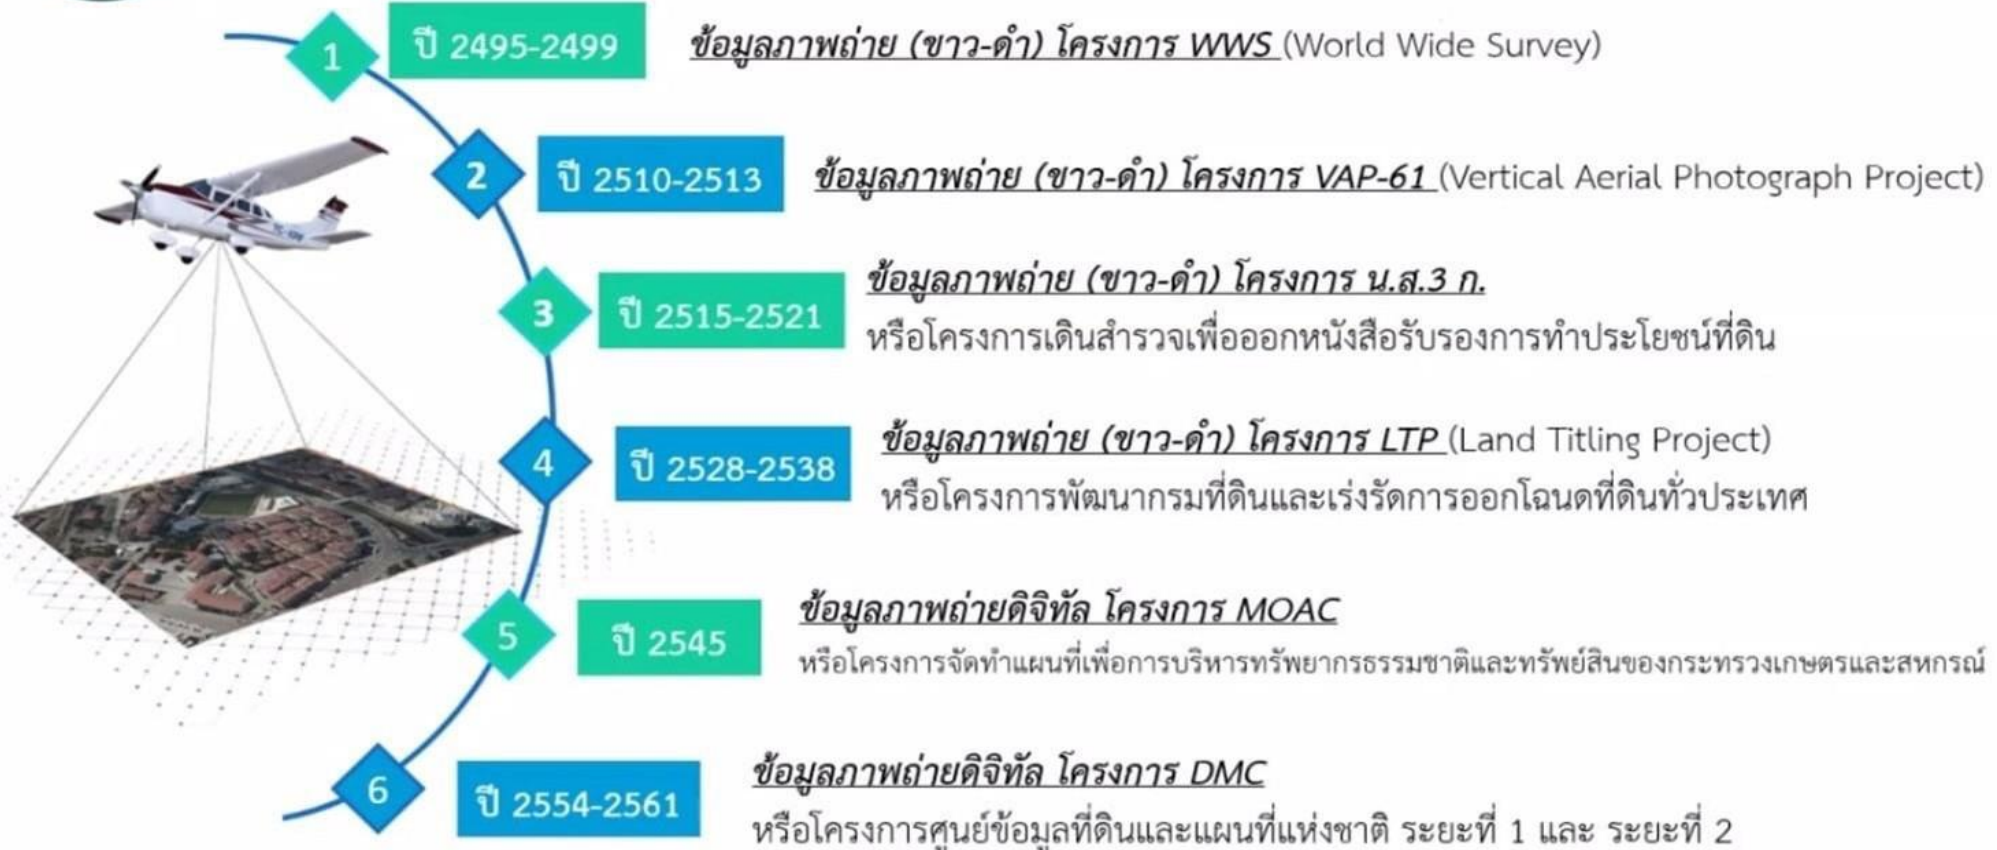 1
ปี 2495-2499
ข้อมูลภาพถ่าย (ขาว-ดำ) โครงการ WWS (World Wide Survey)
2
ปี 2510-2513
ข้อมูลภาพถ่าย (ขาว-ดำ) โครงการ VAP-61 (Vertical Aerial Photograph Project)
3
ปี 2515-2521
ข้อมูลภาพถ่าย (ขาว-ดำ) โครงการ น.ส.3 ก.
หรือโครงการเดินสำรวจเพื่อออกหนังสือรับรองการทำประโยชน์ที่ดิน
4
ปี 2528-2538
ข้อมูลภาพถ่าย (ขาว-ดำ) โครงการ LTP (Land Titling Project)
หรือโครงการพัฒนากรมที่ดินและเร่งรัดการออกโฉนดที่ดินทั่วประเทศ
5
ปี 2545
ข้อมูลภาพถ่ายดิจิทัล โครงการ MOAC
หรือโครงการจัดทำแผนที่เพื่อการบริหารทรัพยากรธรรมชาติและทรัพย์สินของกระทรวงเกษตรและสหกรณ์
6
ปี 2554-2561
ข้อมูลภาพถ่ายดิจิทัล โครงการ DMC
หรือโครงการศูนย์ข้อมูลที่ดินและแผนที่แห่งชาติ ระยะที่ 1 และ ระยะที่ 2